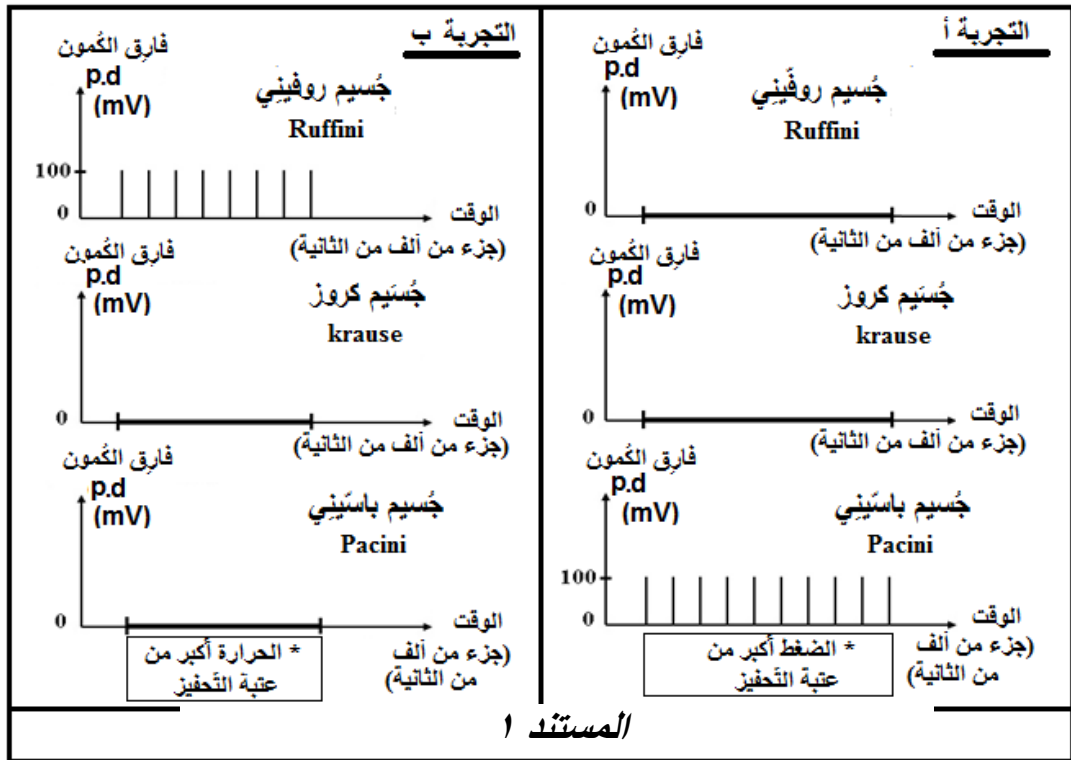 التجربة أ
فارِق الكُمون
p.d
(mV)
جُسيم روفّيني
Ruffini
0
الوقت
(جزء من ألف من الثانية)
فارِق الكُمون
p.d
(mV)
جُسَيم كروز
krause
0
الوقت
(جزء من ألف من الثانية)
فارِق الكُمون
p.d
(mV)
جُسيم باسّيني
Pacini
100
0
الوقت
(جزء من ألف
من الثانية)
* الضغط أكبر من
عتبة التّحفيز
التجربة ب
فارِق الكُمون
p.d
(mV)
جُسيم روفيني
Ruffini
100
0
الوقت
(جزء من ألف من الثانية)
فارِق الكُمون
p.d
(mV)
جُسَيم كروز
krause
0
الوقت
(جزء من ألف من الثانية)
فارِق الكُمون
p.d
(mV)
جُسيم باسّيني
Pacini
0
الوقت
(جزء من ألف
من الثانية)
* الحرارة أكبر من
عتبة التّحفيز
المستند ١